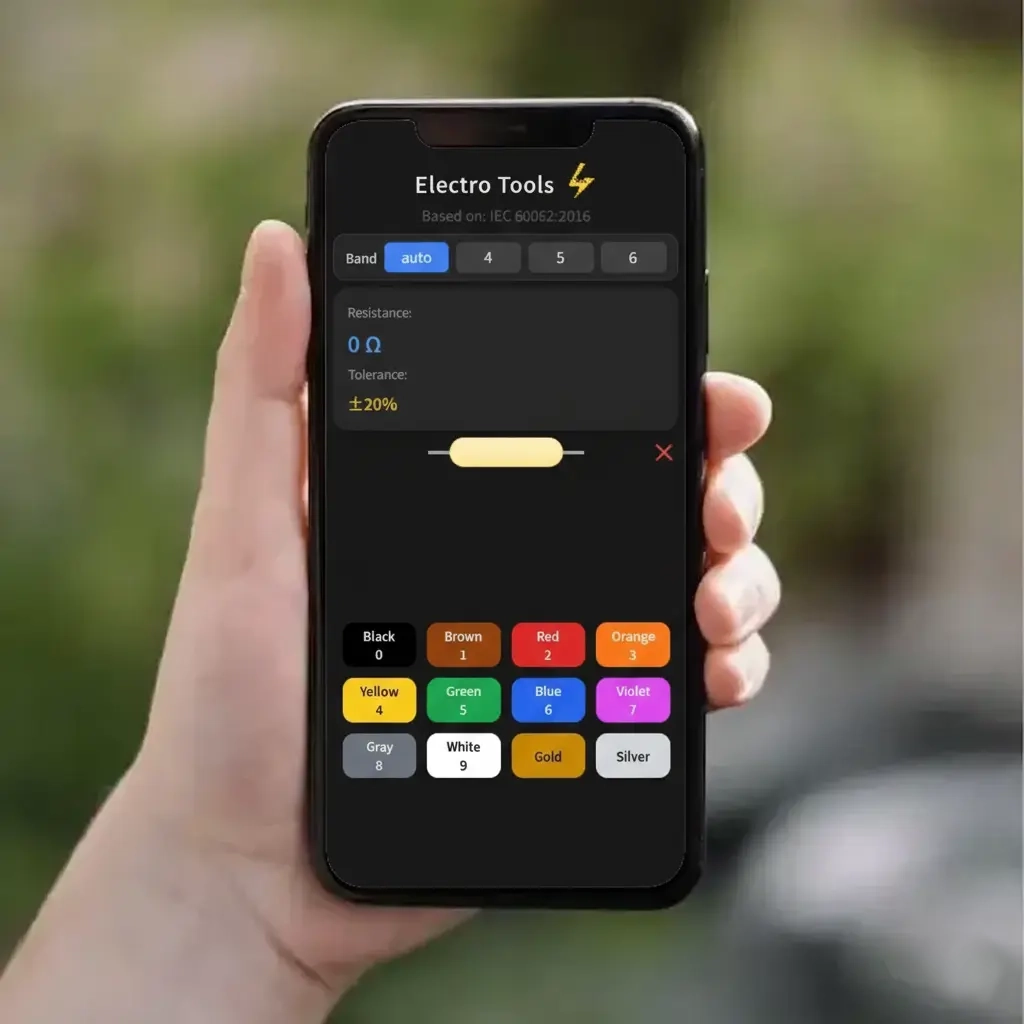 Electro Tools
Based on: IEC 60062:2016
Band auto 4 5 6
Resistance:
0 Ω
Tolerance:
±20%
Black Brown Red Orange
0 1 2 3
Yellow Green Blue Violet
4 5 6 7
Gray White Gold Silver
8 9